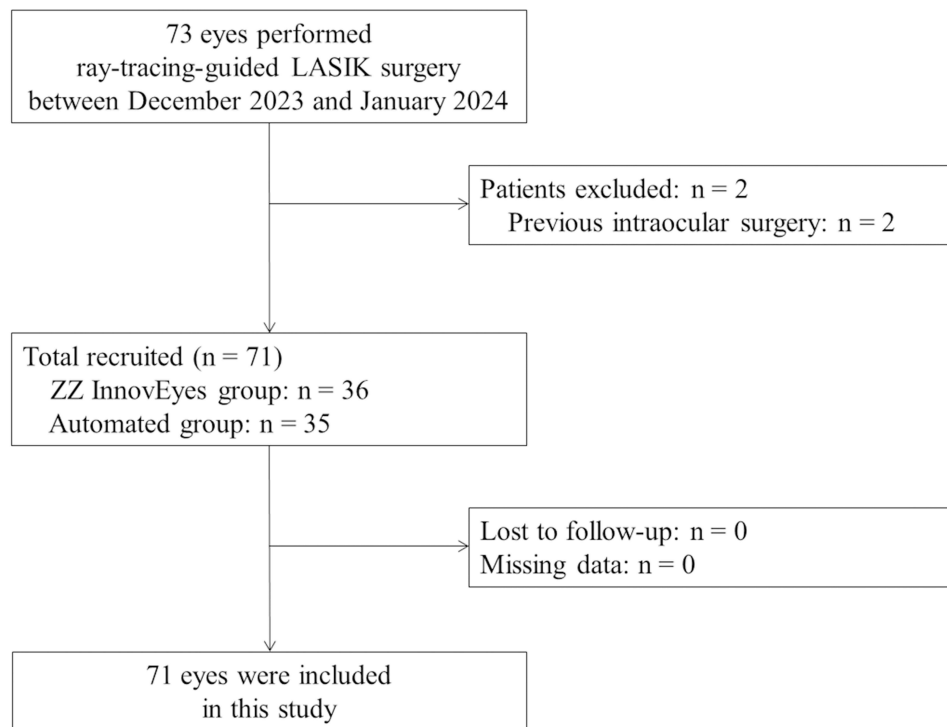 73 eyes performed
ray-tracing-guided LASIK surgery
between December 2023 and January 2024
Patients excluded: n = 2
Previous intraocular surgery: n = 2
Total recruited (n = 71)
ZZ InnovEyes group: n = 36
Automated group: n = 35
Lost to follow-up: n = 0
Missing data: n = 0
71 eyes were included
in this study